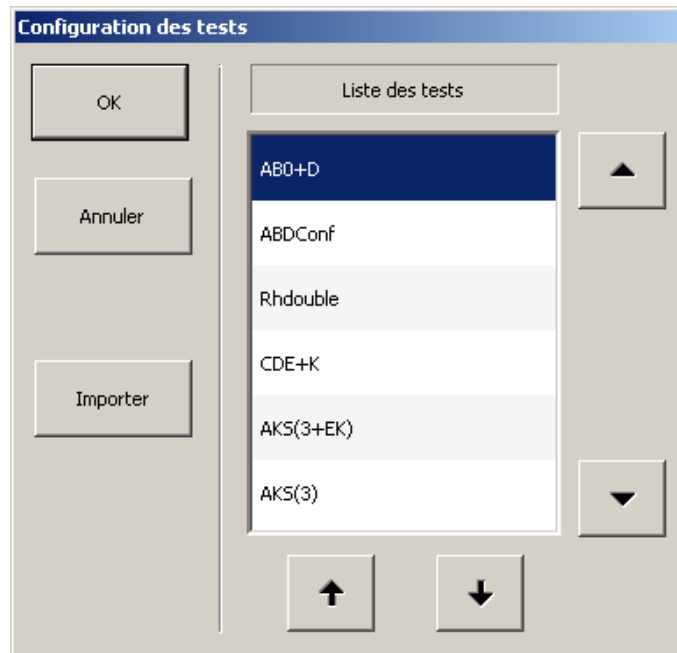 Configuration des tests
OK
Annuler
Importer
Liste des tests
AB0+D
ABDConf
Rhdouble
CDE+K
AKS(3+EK)
AKS(3)